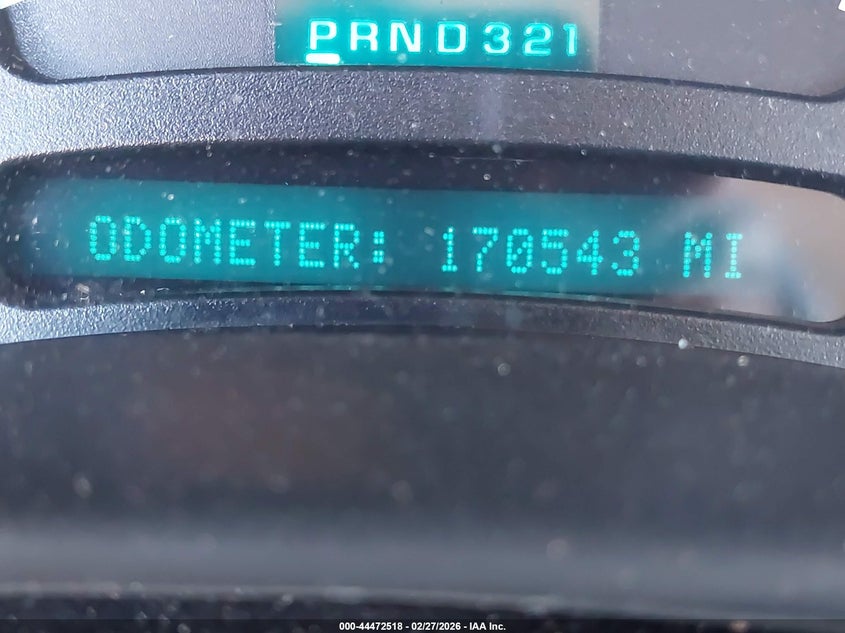 PRND321
ODOMETER: 170543 MI
000-44472518 - 02/27/2026 - IAA Inc.